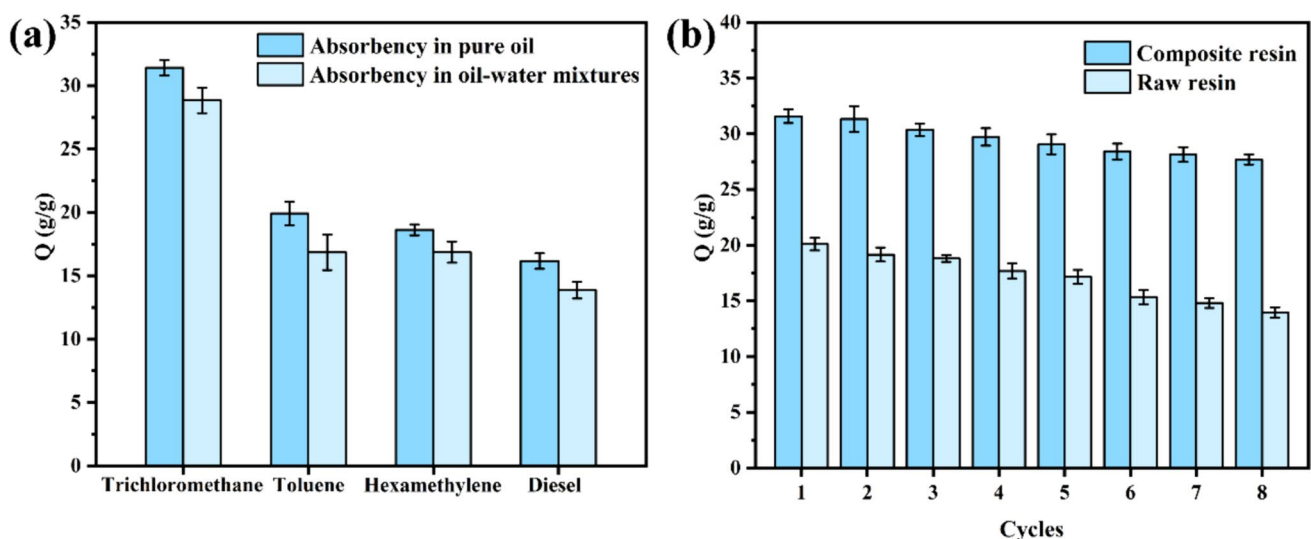 (a)
Absorbency in pure oil
Absorbency in oil-water mixtures
Q (g/g)
35
30
25
20
15
10
5
0
Trichloromethane Toluene Hexamethylene Diesel
(b)
Composite resin
Raw resin
Q (g/g)
40
35
30
25
20
15
10
5
0
1 2 3 4 5 6 7 8
Cycles